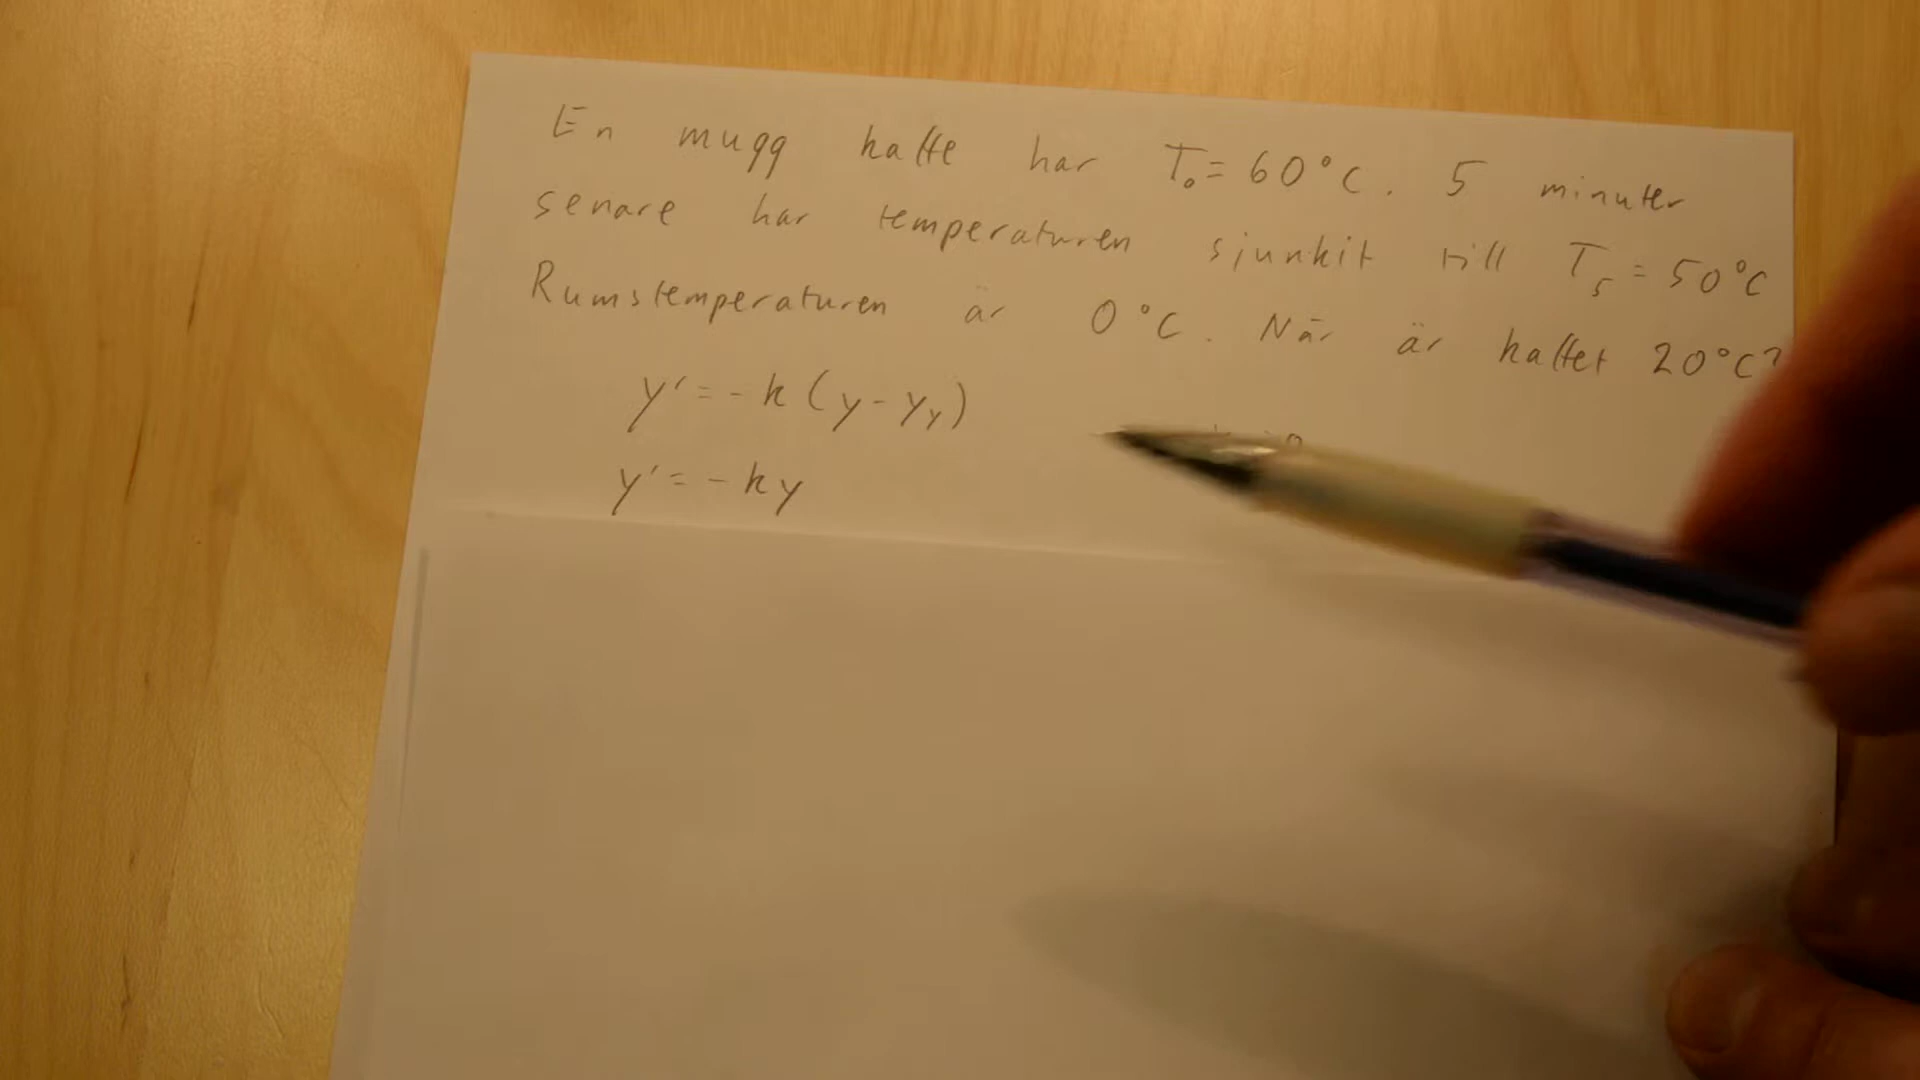 En mugg kaffe har T₀ = 60°C. 5 minuter
senare har temperaturen sjunkit till T₅ = 50°C
Rumstemperaturen är 0°C. När är kaffet 20°C?
y' = -k(y-yᵧ)
y' = -ky